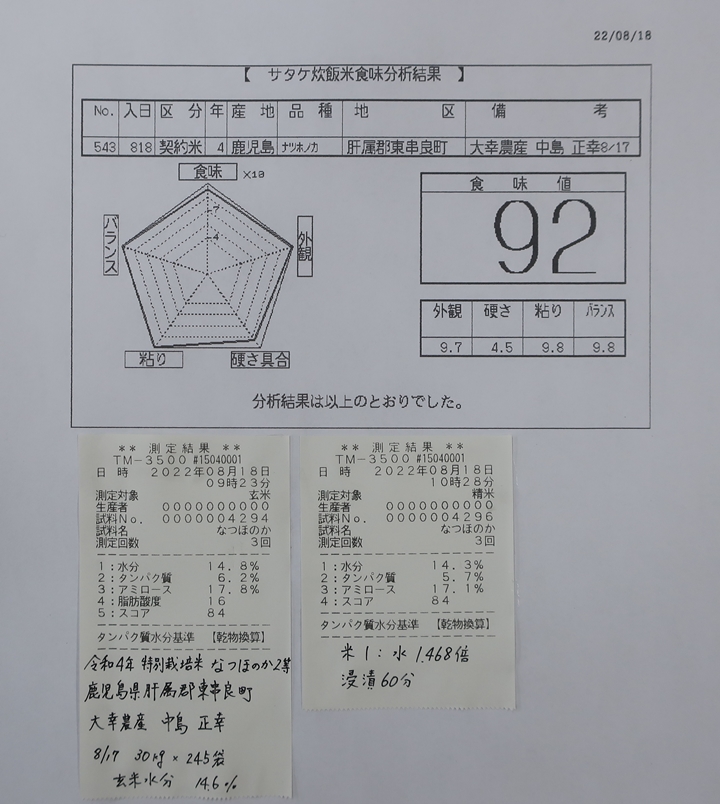 22/08/18
【 サタケ炊飯米食味分析結果 】
No. 入日 区分 年 産地 品種 地区 備考
543 818 契約米 4 鹿児島 ナツホノカ 肝属郡東串良町 大幸農産 中島 正幸8/17
食味 ×10
7
4
バランス
外観
粘り
硬さ具合
食味値
92
外観 硬さ 粘り バランス
9.7 4.5 9.8 9.8
分析結果は以上のとおりでした。
** 測定結果 **
TM-3500 #15040001
日時 2022年08月18日
09時23分
測定対象 玄米
生産者 0000000000
試料No. 0000004294
試料名 なつほのか
測定回数 3回
1:水分 14.8%
2:タンパク質 6.2%
3:アミロース 17.8%
4:脂肪酸度 16
5:スコア 84
タンパク質水分基準 【乾物換算】
令和4年 特別栽培米 なつほのか2等
鹿児島県肝属郡東串良町
大幸農産 中島 正幸
8/17 30kg × 245袋
玄米水分 14.6%
** 測定結果 **
TM-3500 #15040001
日時 2022年08月18日
10時28分
測定対象 精米
生産者 0000000000
試料No. 0000004296
試料名 なつほのか
測定回数 3回
1:水分 14.3%
2:タンパク質 5.7%
3:アミロース 17.1%
4:スコア 84
タンパク質水分基準 【乾物換算】
米1:水1.468倍
浸漬60分